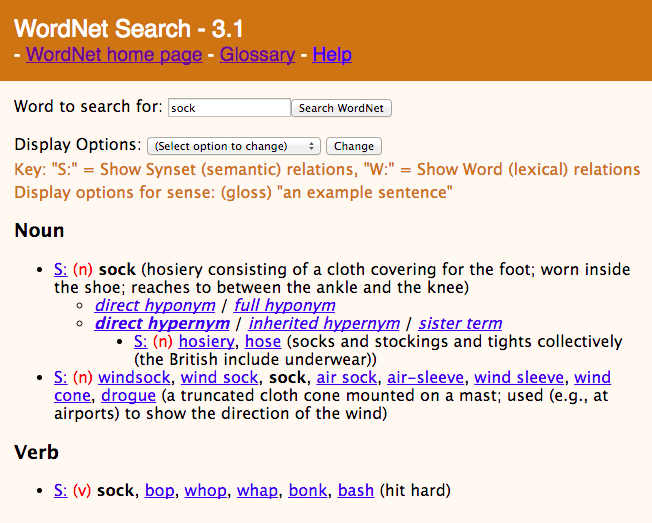 WordNet Search - 3.1
- WordNet home page - Glossary - Help
Word to search for: sock Search WordNet
Display Options: (Select option to change) Change
Key: "S:" = Show Synset (semantic) relations, "W:" = Show Word (lexical) relations
Display options for sense: (gloss) "an example sentence"
Noun
• S: (n) sock (hosiery consisting of a cloth covering for the foot; worn inside
the shoe; reaches to between the ankle and the knee)
◦ direct hyponym / full hyponym
◦ direct hypernym / inherited hypernym / sister term
▪ S: (n) hosiery, hose (socks and stockings and tights collectively
(the British include underwear))
• S: (n) windsock, wind sock, sock, air sock, air-sleeve, wind sleeve, wind
cone, drogue (a truncated cloth cone mounted on a mast; used (e.g., at
airports) to show the direction of the wind)
Verb
• S: (v) sock, bop, whop, whap, bonk, bash (hit hard)